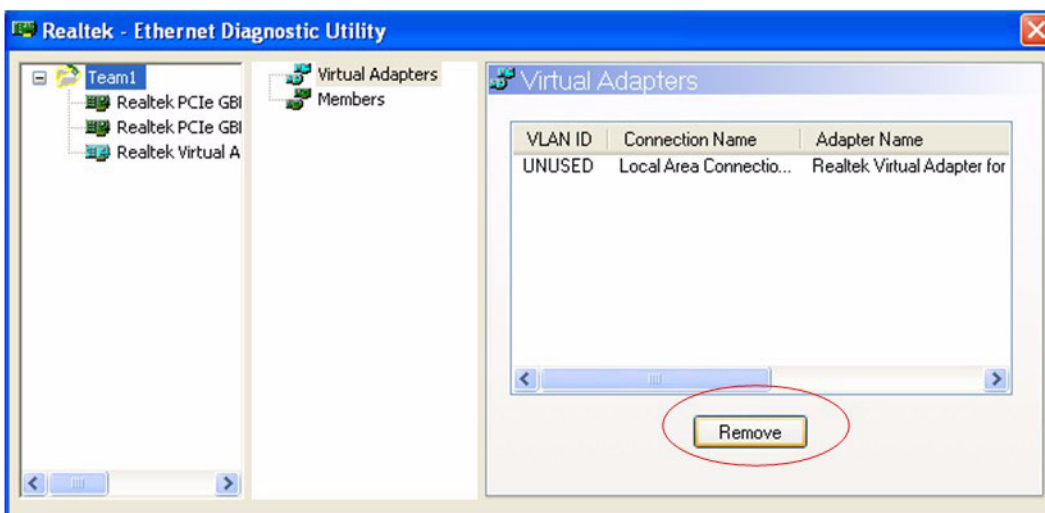 Realtek - Ethernet Diagnostic Utility
Team1
Realtek PCIe GBI
Realtek PCIe GBI
Realtek Virtual A
Virtual Adapters
Members
Virtual Adapters
VLAN ID Connection Name Adapter Name
UNUSED Local Area Connectio... Realtek Virtual Adapter for
Remove